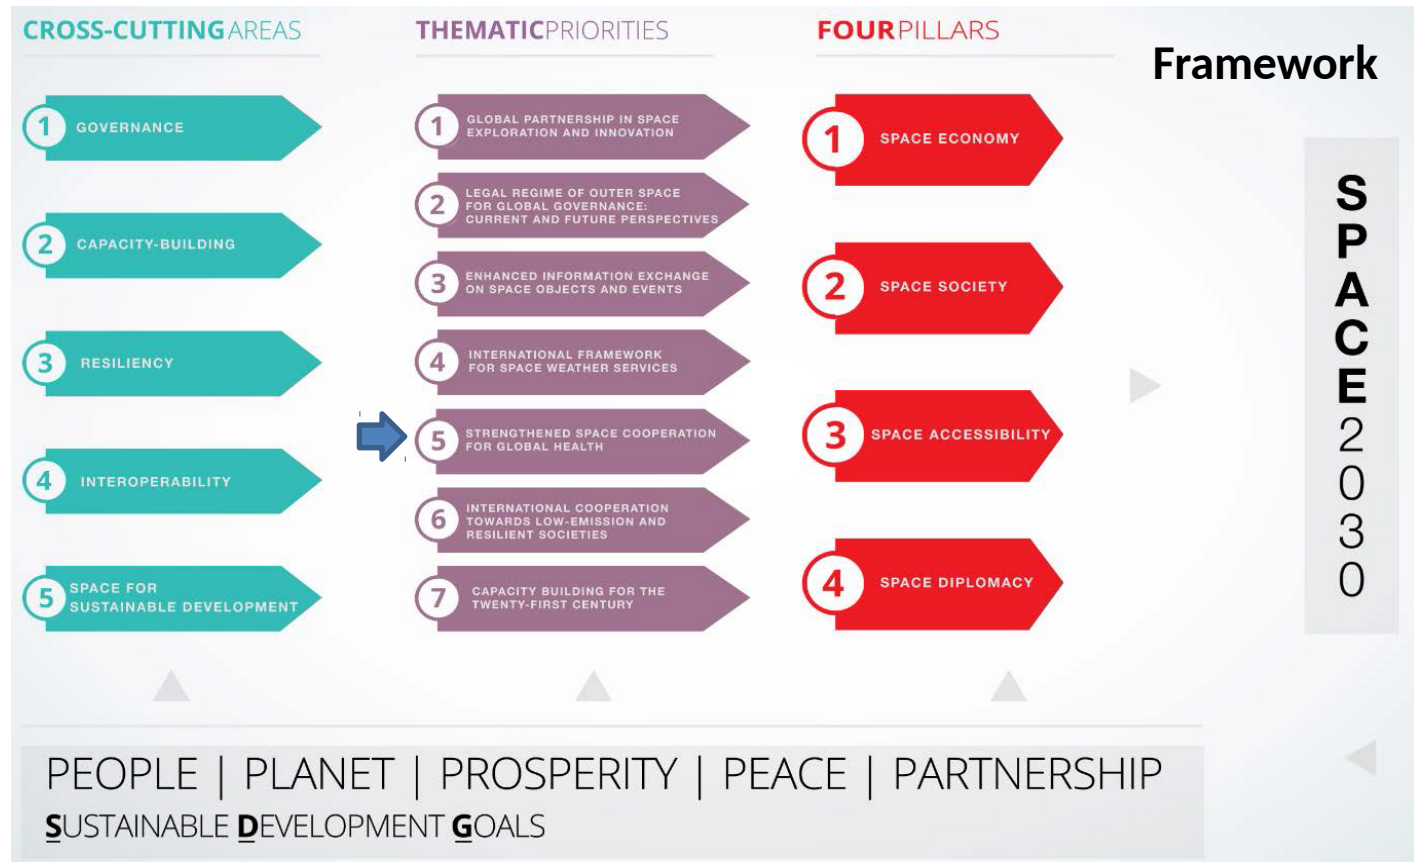 CROSS-CUTTING AREAS
1
GOVERNANCE
2
CAPACITY-BUILDING
3
RESILIENCY
4
INTEROPERABILITY
5
SPACE FOR
SUSTAINABLE DEVELOPMENT
THEMATICPRIORITIES
1
GLOBAL PARTNERSHIP IN SPACE
EXPLORATION AND INNOVATION
2
LEGAL REGIME OF OUTER SPACE
FOR GLOBAL GOVERNANCE:
CURRENT AND FUTURE PERSPECTIVES
3
ENHANCED INFORMATION EXCHANGE
ON SPACE OBJECTS AND EVENTS
4
INTERNATIONAL FRAMEWORK
FOR SPACE WEATHER SERVICES
5
STRENGTHENED SPACE COOPERATION
FOR GLOBAL HEALTH
6
INTERNATIONAL COOPERATION
TOWARDS LOW-EMISSION AND
RESILIENT SOCIETIES
7
CAPACITY BUILDING FOR THE
TWENTY-FIRST CENTURY
FOURPILLARS
1
SPACE ECONOMY
2
SPACE SOCIETY
3
SPACE ACCESSIBILITY
4
SPACE DIPLOMACY
Framework
SPACE2030
PEOPLE | PLANET | PROSPERITY | PEACE | PARTNERSHIP
SUSTAINABLE DEVELOPMENT GOALS